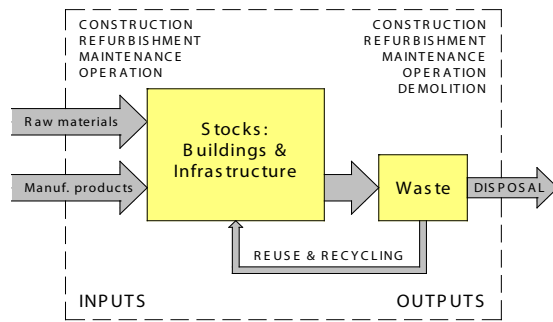 CONSTRUCTION
REFURBISHMENT
MAINTENANCE
OPERATION
CONSTRUCTION
REFURBISHMENT
MAINTENANCE
OPERATION
DEMOLITION
Raw materials
Stocks:
Buildings &
Infrastructure
Manuf. products
Waste
DISPOSAL
REUSE & RECYCLING
INPUTS
OUTPUTS